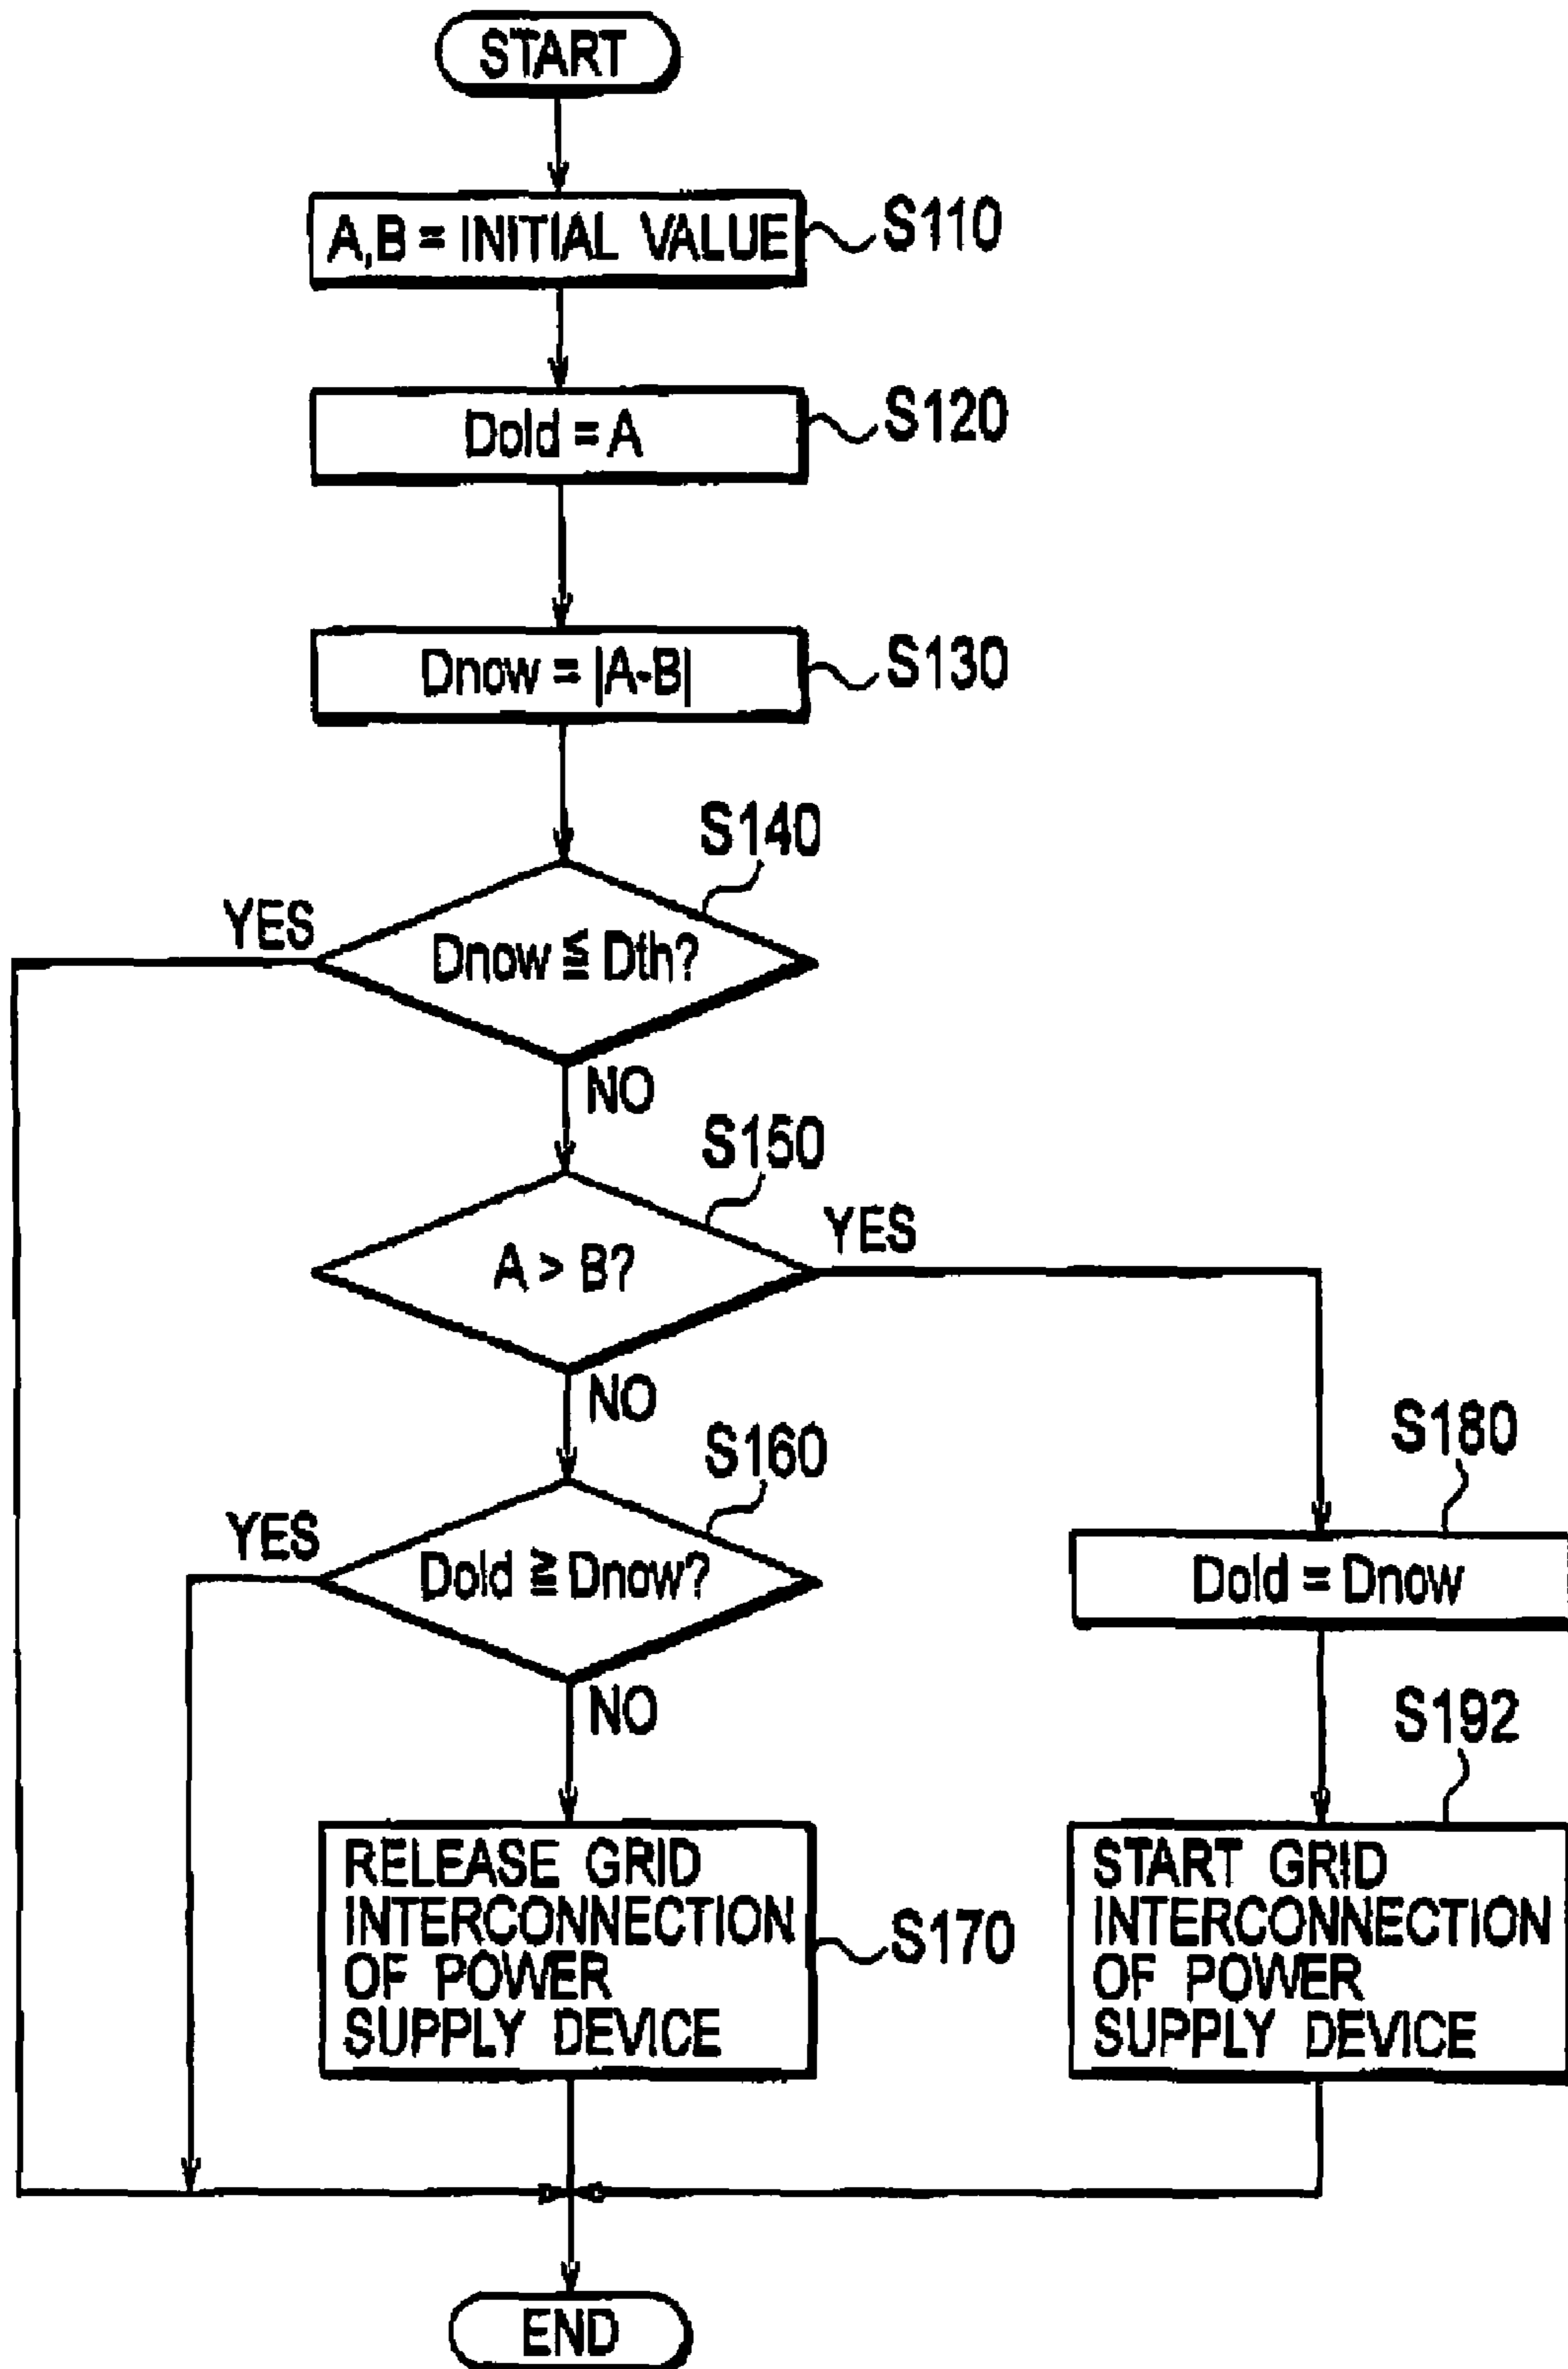 START
A,B = INITIAL VALUE
S110
Dold = A
S120
Dnow = |A-B|
S130
S140
YES
Dnow ≦ Dth?
NO
S150
A > B?
YES
NO
S160
YES
Dold ≧ Dnow?
NO
S180
Dold = Dnow
S192
RELEASE GRID
INTERCONNECTION
OF POWER
SUPPLY DEVICE
S170
START GRID
INTERCONNECTION
OF POWER
SUPPLY DEVICE
END